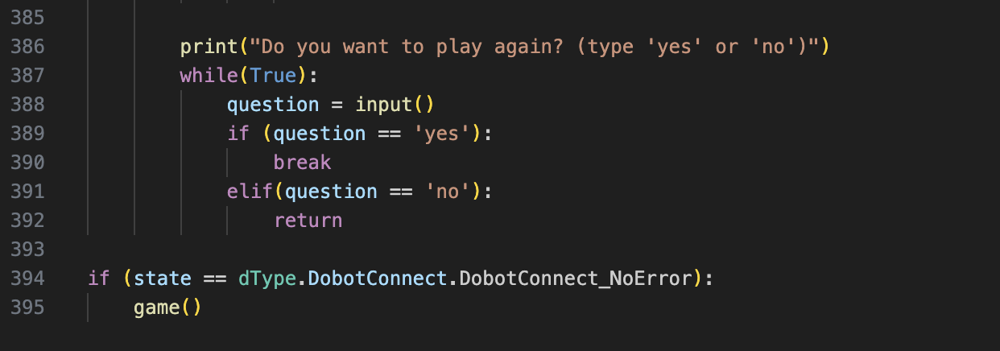 385
386 print("Do you want to play again? (type 'yes' or 'no')")
387 while(True):
388 question = input()
389 if (question == 'yes'):
390 break
391 elif(question == 'no'):
392 return
393
394 if (state == dType.DobotConnect.DobotConnect_NoError):
395 game()